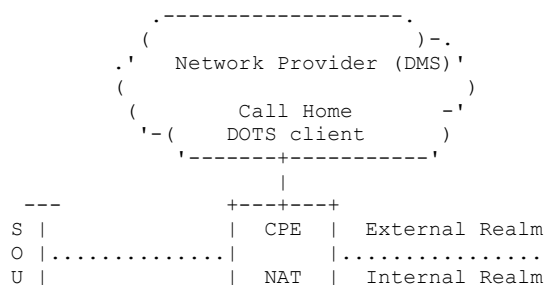 .--------------------.
(                      )-.
.'   Network Provider (DMS)'
(                             )
(       Call Home       -'
'-(     DOTS client       )
'-------+-----------'
|
---                +---+---+
S |                |  CPE  |  External Realm
O |..............|       |................
U |                |  NAT  |  Internal Realm